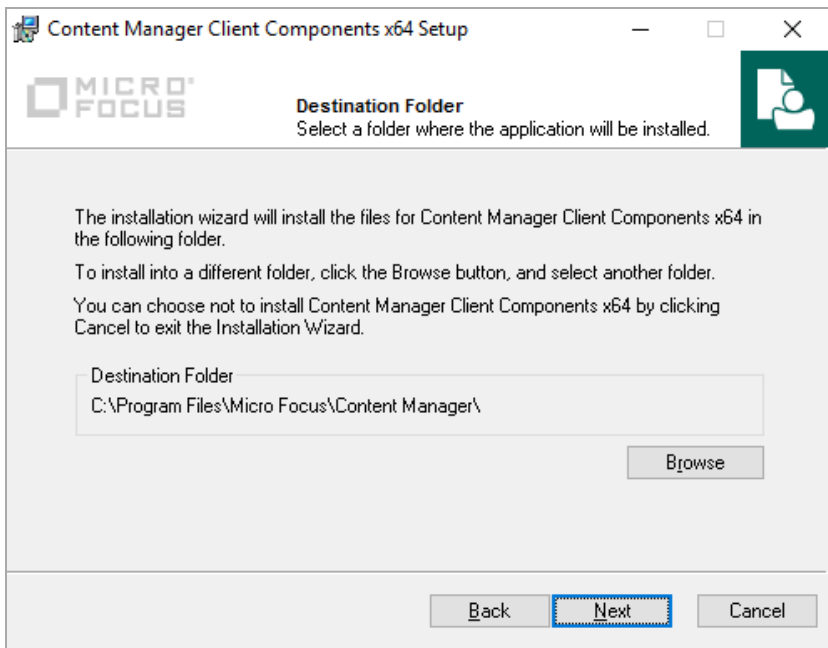 Content Manager Client Components x64 Setup
MICRO
FOCUS
Destination Folder
Select a folder where the application will be installed.
The installation wizard will install the files for Content Manager Client Components x64 in
the following folder.
To install into a different folder, click the Browse button, and select another folder.
You can choose not to install Content Manager Client Components x64 by clicking
Cancel to exit the Installation Wizard.
Destination Folder
C:\Program Files\Micro Focus\Content Manager\
Browse
Back Next Cancel